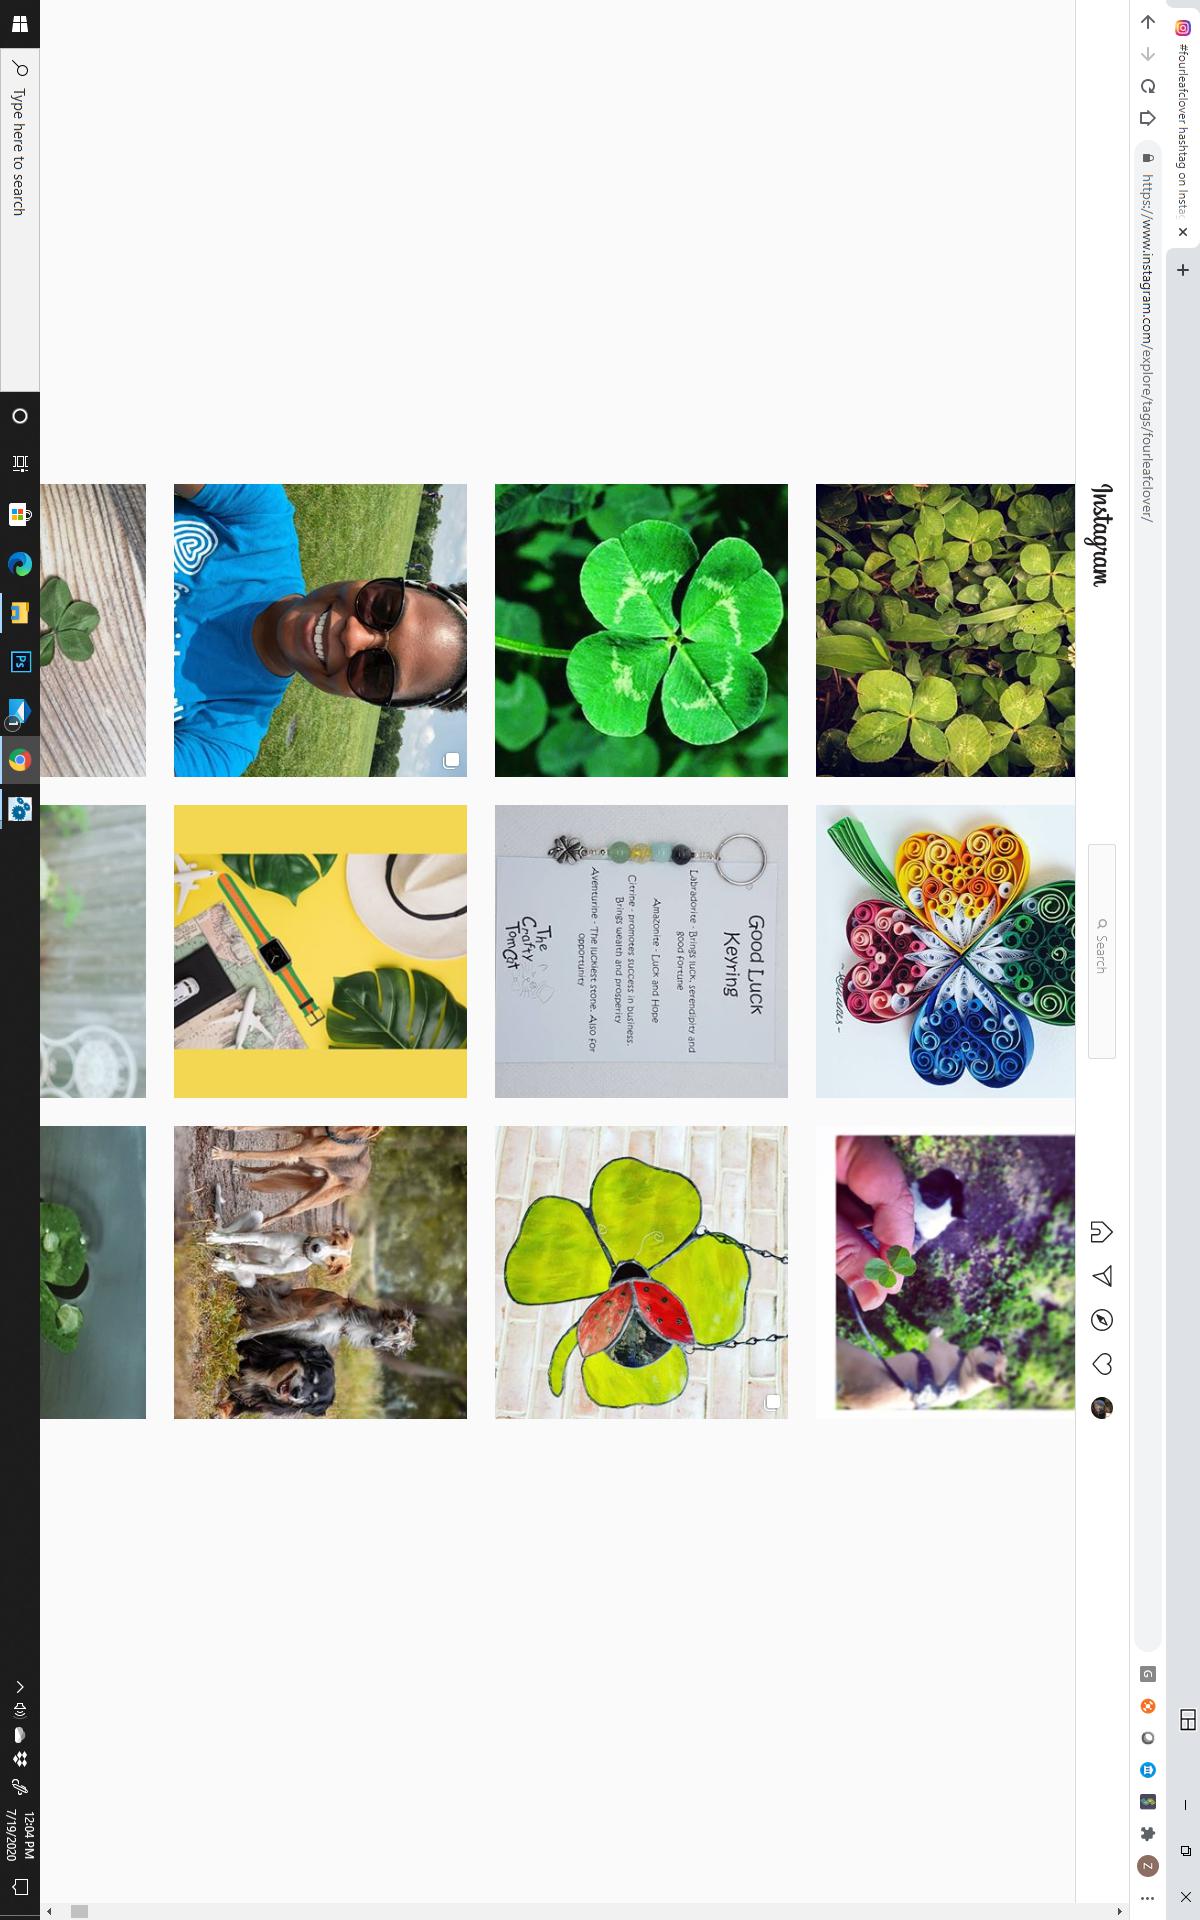 #fourleafclover hashtag on Insta
https://www.instagram.com/explore/tags/fourleafclover/
G
Z
Instagram
Search
Good Luck
Keyring
Labradorite - Brings luck, serendipity and
good fortune
Amazonite - Luck and Hope
Citrine - promotes success in business.
Brings wealth and prosperity
Aventurine - The luckiest stone. Also for
opportunity
The
Crafty
TomCat
Type here to search
Ps
1
12:04 PM
7/19/2020